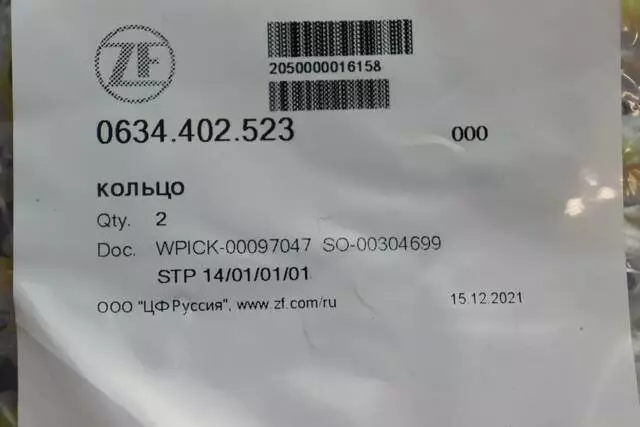 ZF
2050000016158
0634.402.523 000
кольцо
Qty. 2
Doc. WPICK-00097047 SO-00304699
STP 14/01/01/01
ООО "ЦФ Руссия", www.zf.com/ru 15.12.2021